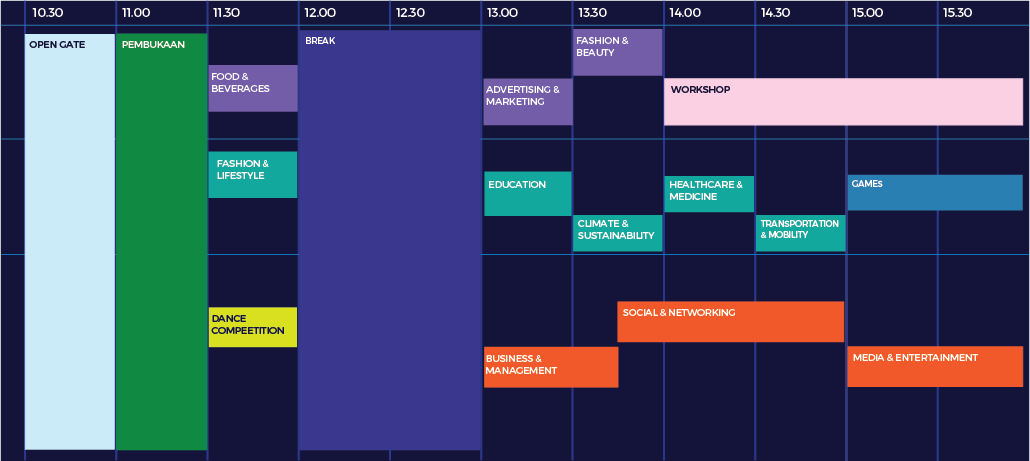 10.30 11.00 11.30 12.00 12.30 13.00 13.30 14.00 14.30 15.00 15.30
OPEN GATE
PEMBUKAAN
BREAK
FOOD &
BEVERAGES
ADVERTISING &
MARKETING
FASHION &
BEAUTY
WORKSHOP
FASHION &
LIFESTYLE
EDUCATION
CLIMATE &
SUSTAINABILITY
HEALTHCARE &
MEDICINE
TRANSPORTATION
& MOBILITY
GAMES
DANCE
COMPEETITION
BUSINESS &
MANAGEMENT
SOCIAL & NETWORKING
MEDIA & ENTERTAINMENT